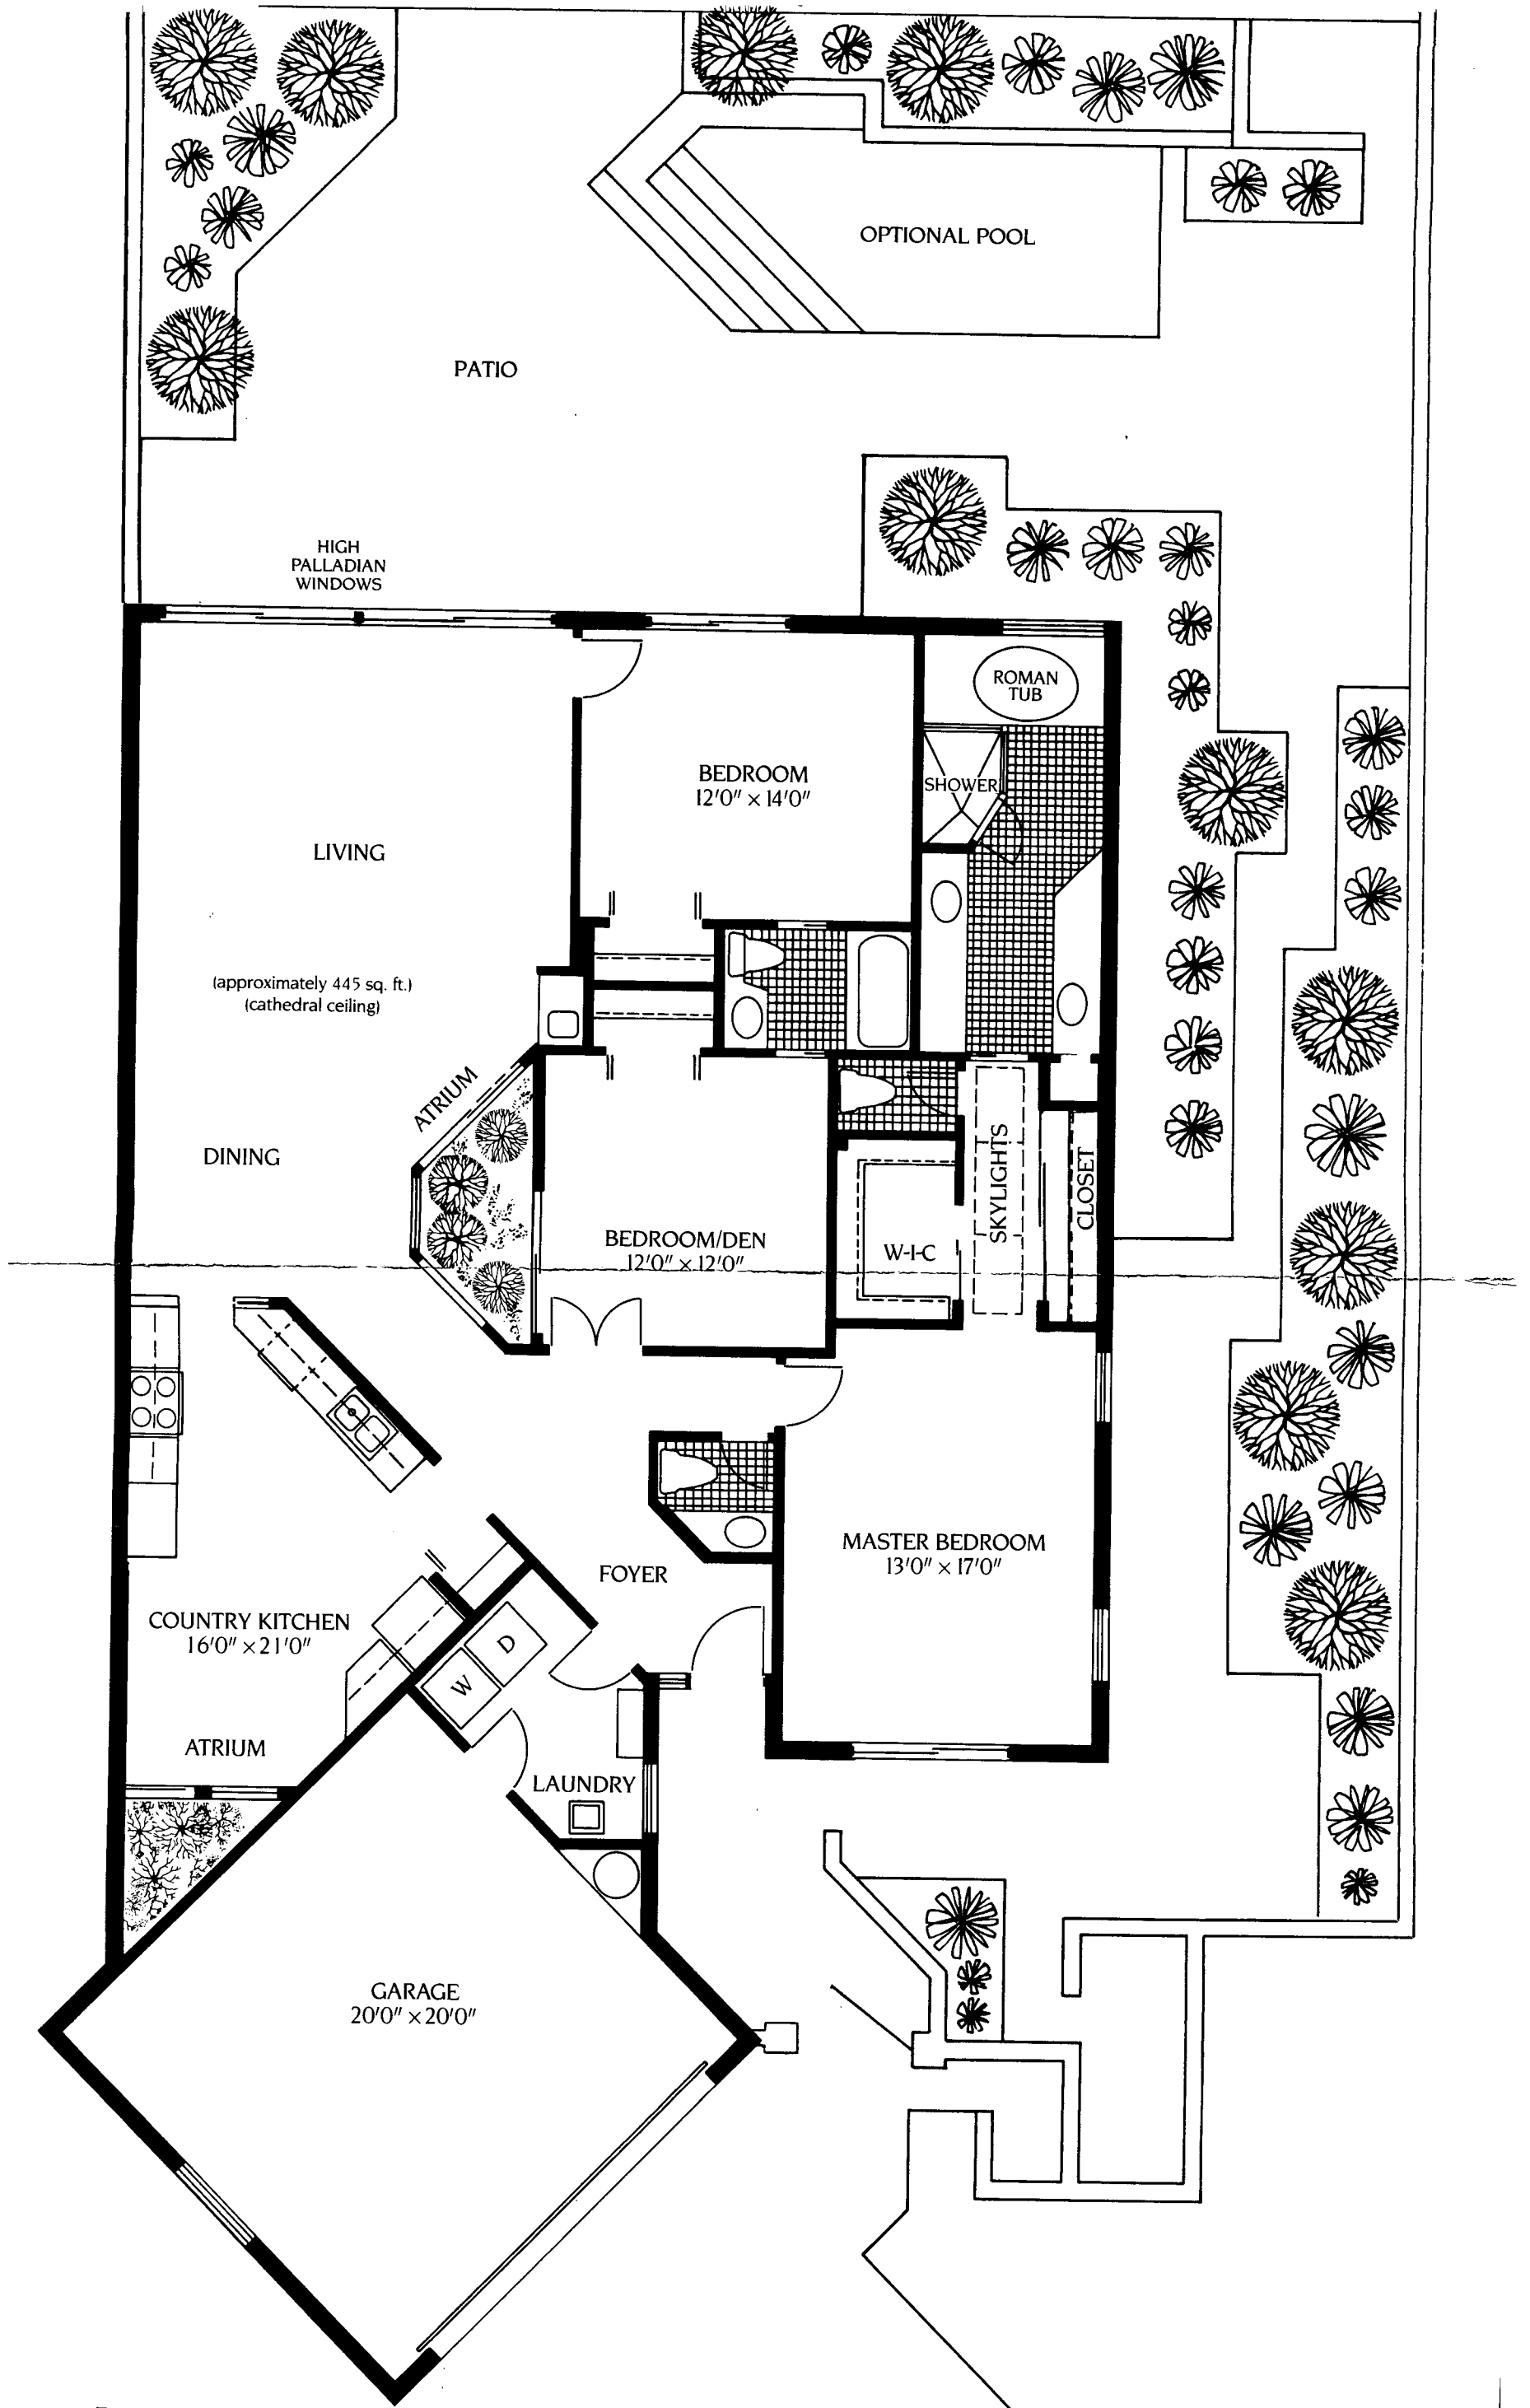 OPTIONAL POOL
PATIO
HIGH
PALLADIAN
WINDOWS
ROMAN
TUB
BEDROOM
12'0" × 14'0"
SHOWER
LIVING
(approximately 445 sq. ft.)
(cathedral ceiling)
ATRIUM
DINING
SKYLIGHTS
CLOSET
BEDROOM/DEN
12'0" × 12'0"
W-I-C
MASTER BEDROOM
13'0" × 17'0"
FOYER
COUNTRY KITCHEN
16'0" × 21'0"
D
W
ATRIUM
LAUNDRY
GARAGE
20'0" × 20'0"